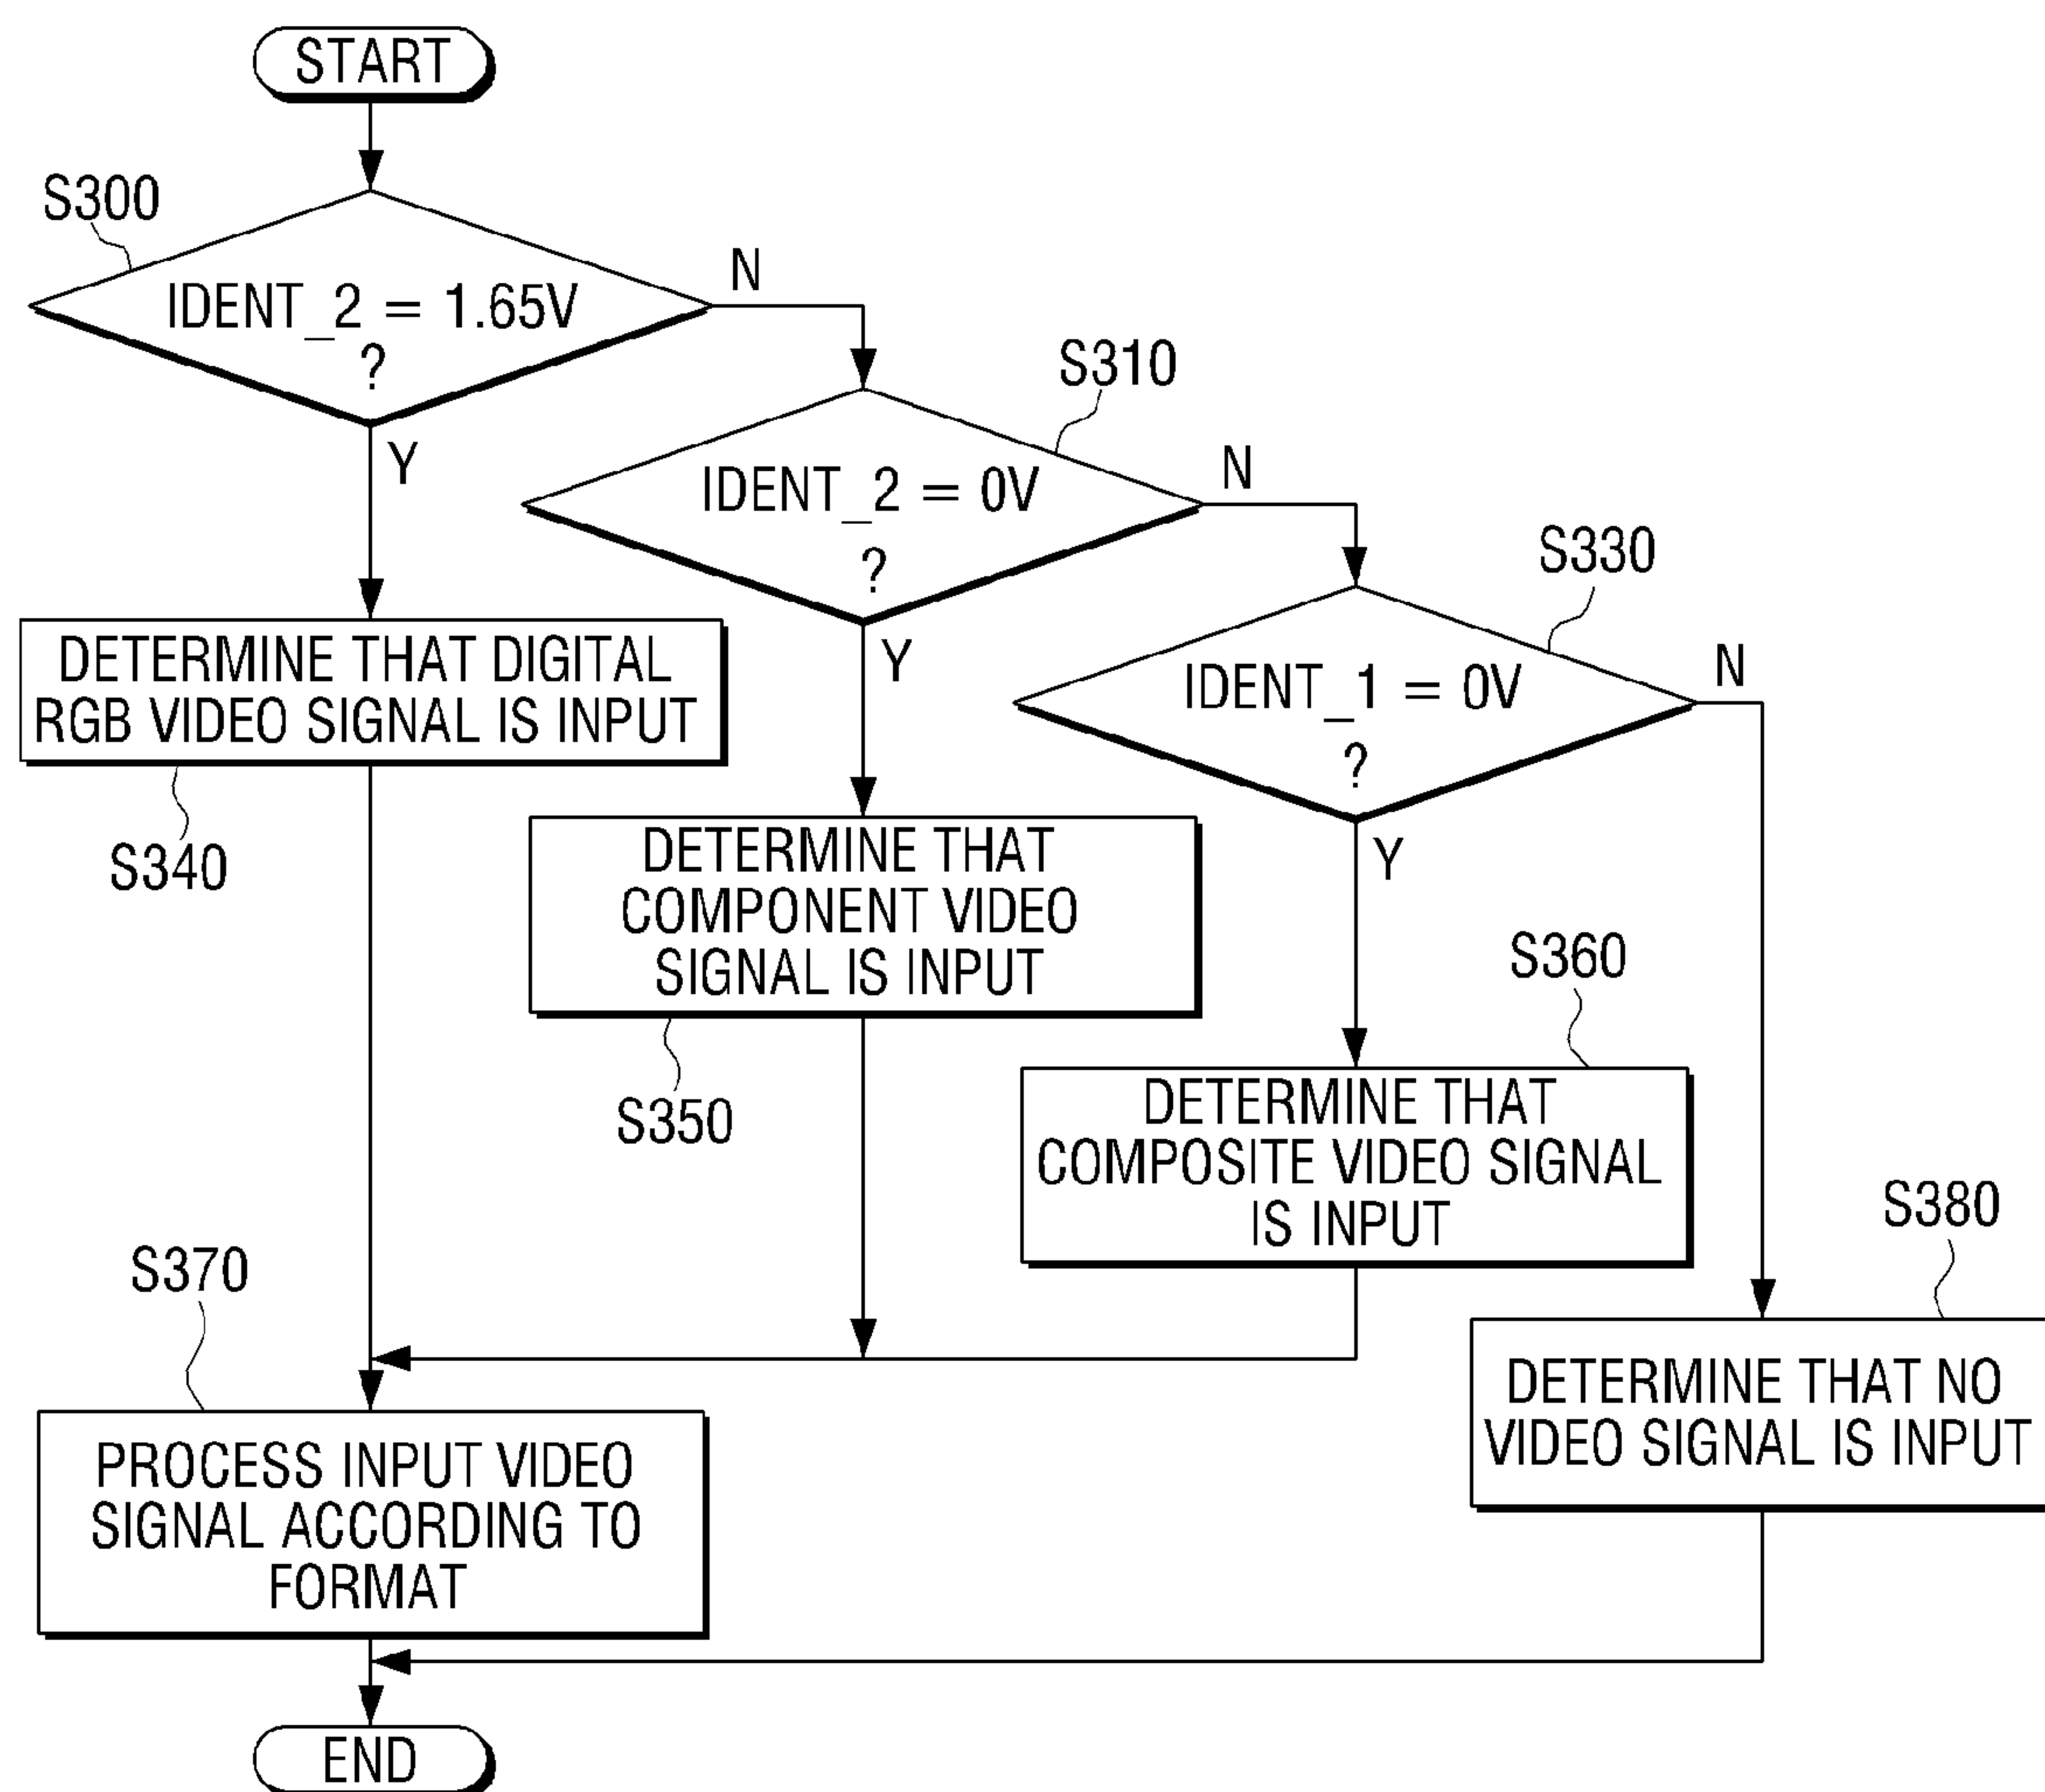 START
S300
IDENT_2 = 1.65V
?
N
Y
S310
IDENT_2 = 0V
?
N
Y
S330
IDENT_1 = 0V
?
N
Y
DETERMINE THAT DIGITAL
RGB VIDEO SIGNAL IS INPUT
S340
DETERMINE THAT
COMPONENT VIDEO
SIGNAL IS INPUT
S350
S360
DETERMINE THAT
COMPOSITE VIDEO SIGNAL
IS INPUT
S380
DETERMINE THAT NO
VIDEO SIGNAL IS INPUT
S370
PROCESS INPUT VIDEO
SIGNAL ACCORDING TO
FORMAT
END